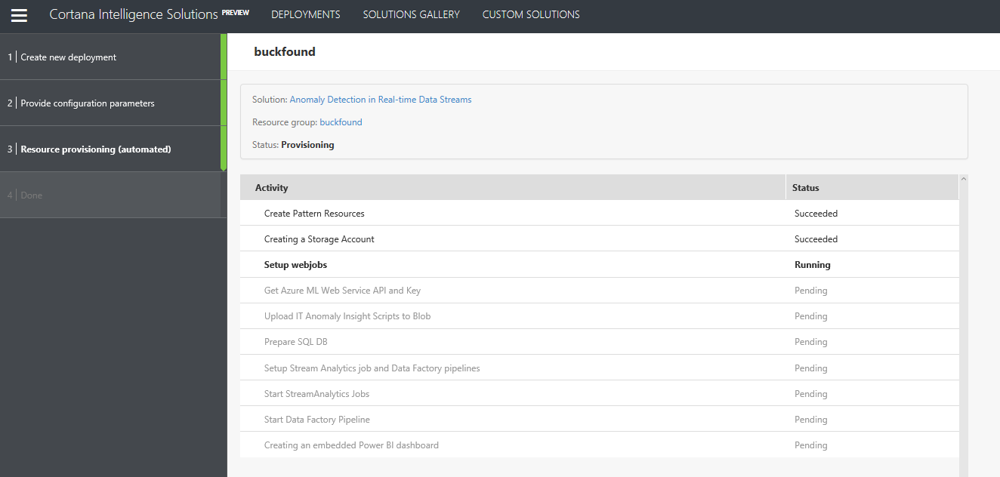 Cortana Intelligence Solutions PREVIEW DEPLOYMENTS SOLUTIONS GALLERY CUSTOM SOLUTIONS
1 Create new deployment
2 Provide configuration parameters
3 Resource provisioning (automated)
4 Done
buckfound
Solution: Anomaly Detection in Real-time Data Streams
Resource group: buckfound
Status: Provisioning
Activity Status
Create Pattern Resources Succeeded
Creating a Storage Account Succeeded
Setup webjobs Running
Get Azure ML Web Service API and Key Pending
Upload IT Anomaly Insight Scripts to Blob Pending
Prepare SQL DB Pending
Setup Stream Analytics job and Data Factory pipelines Pending
Start StreamAnalytics Jobs Pending
Start Data Factory Pipeline Pending
Creating an embedded Power BI dashboard Pending